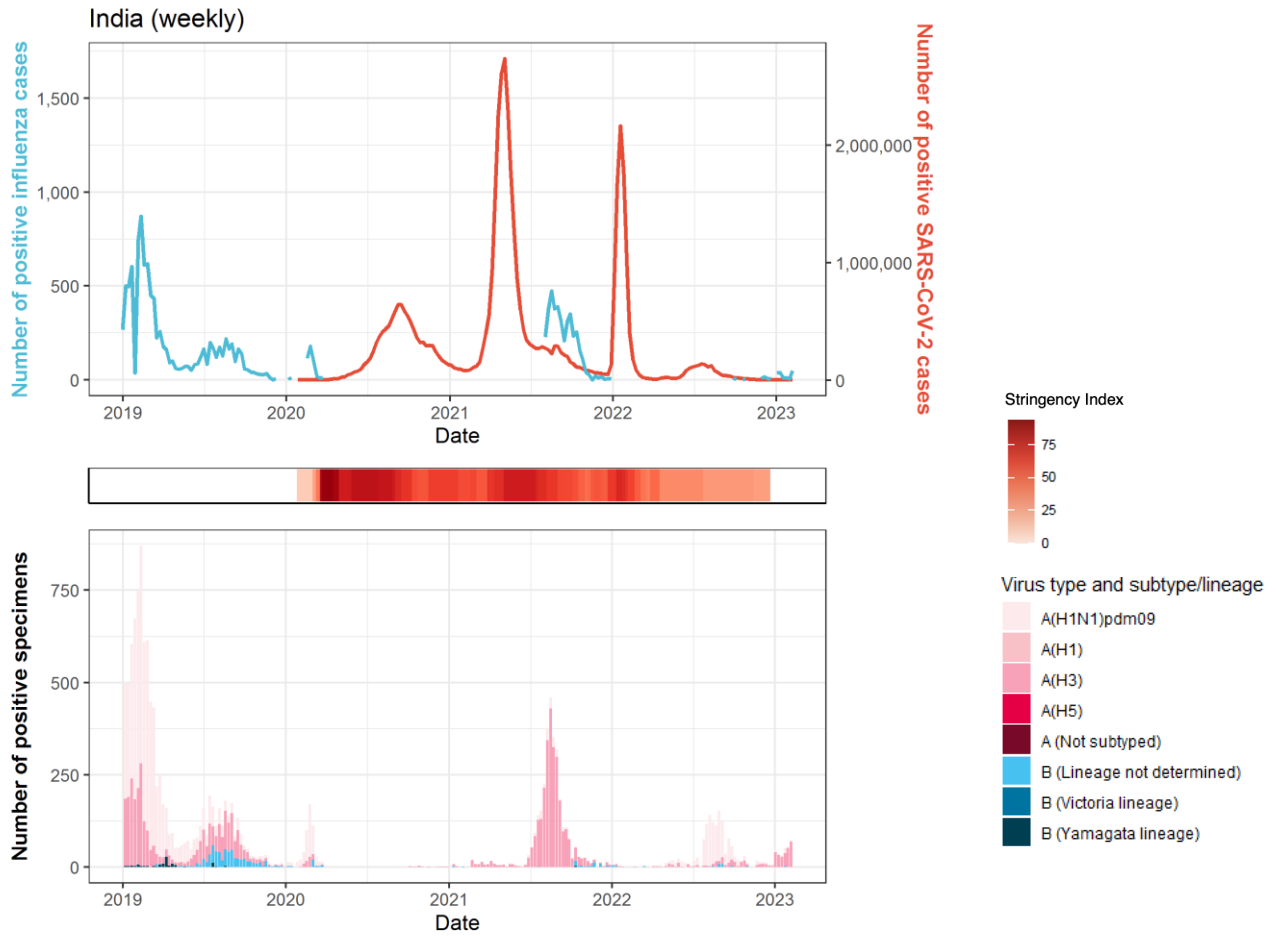 India (weekly)
Number of positive influenza cases
1,500
1,000
500
0
Number of positive SARS-CoV-2 cases
2,000,000
1,000,000
0
2019
2020
2021
2022
2023
Date
Stringency Index
75
50
25
0
Number of positive specimens
750
500
250
0
2019
2020
2021
2022
2023
Date
Virus type and subtype/lineage
A(H1N1)pdm09
A(H1)
A(H3)
A(H5)
A (Not subtyped)
B (Lineage not determined)
B (Victoria lineage)
B (Yamagata lineage)